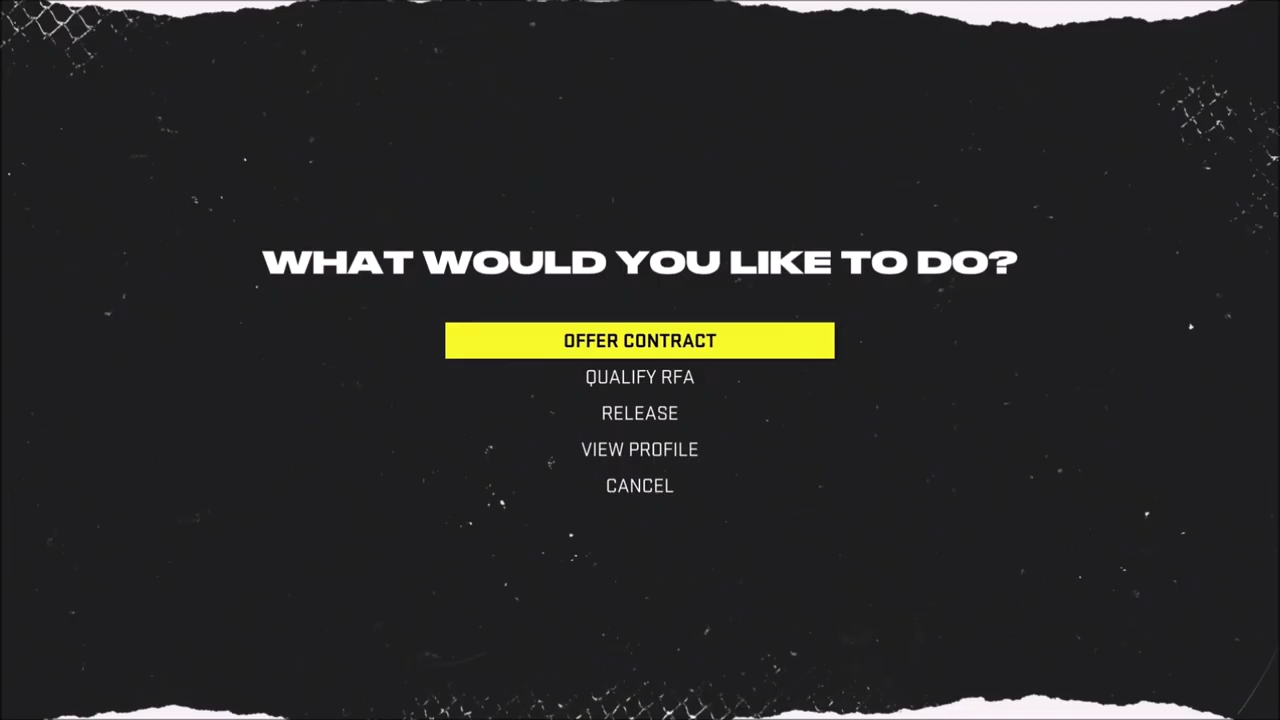 WHAT WOULD YOU LIKE TO DO?
OFFER CONTRACT
QUALIFY RFA
RELEASE
VIEW PROFILE
CANCEL